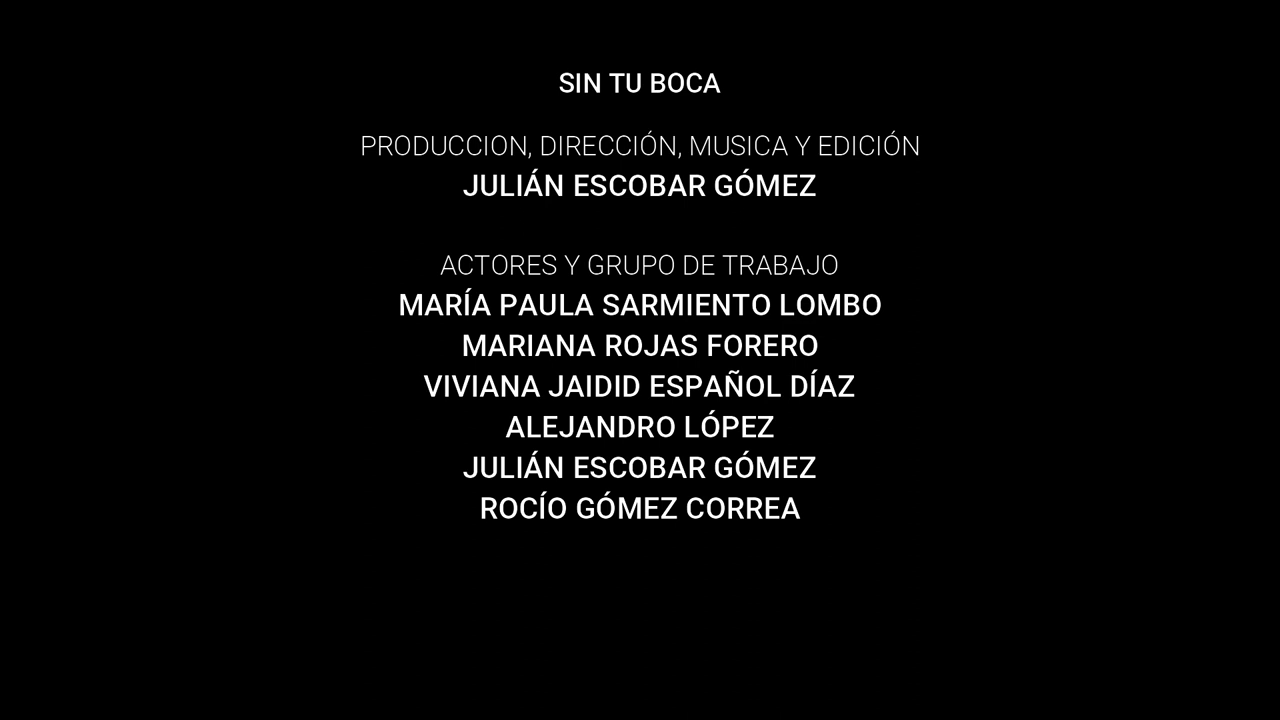 SIN TU BOCA
PRODUCCION, DIRECCIÓN, MUSICA Y EDICIÓN
JULIÁN ESCOBAR GÓMEZ
ACTORES Y GRUPO DE TRABAJO
MARÍA PAULA SARMIENTO LOMBO
MARIANA ROJAS FORERO
VIVIANA JAIDID ESPAÑOL DÍAZ
ALEJANDRO LÓPEZ
JULIÁN ESCOBAR GÓMEZ
ROCÍO GÓMEZ CORREA